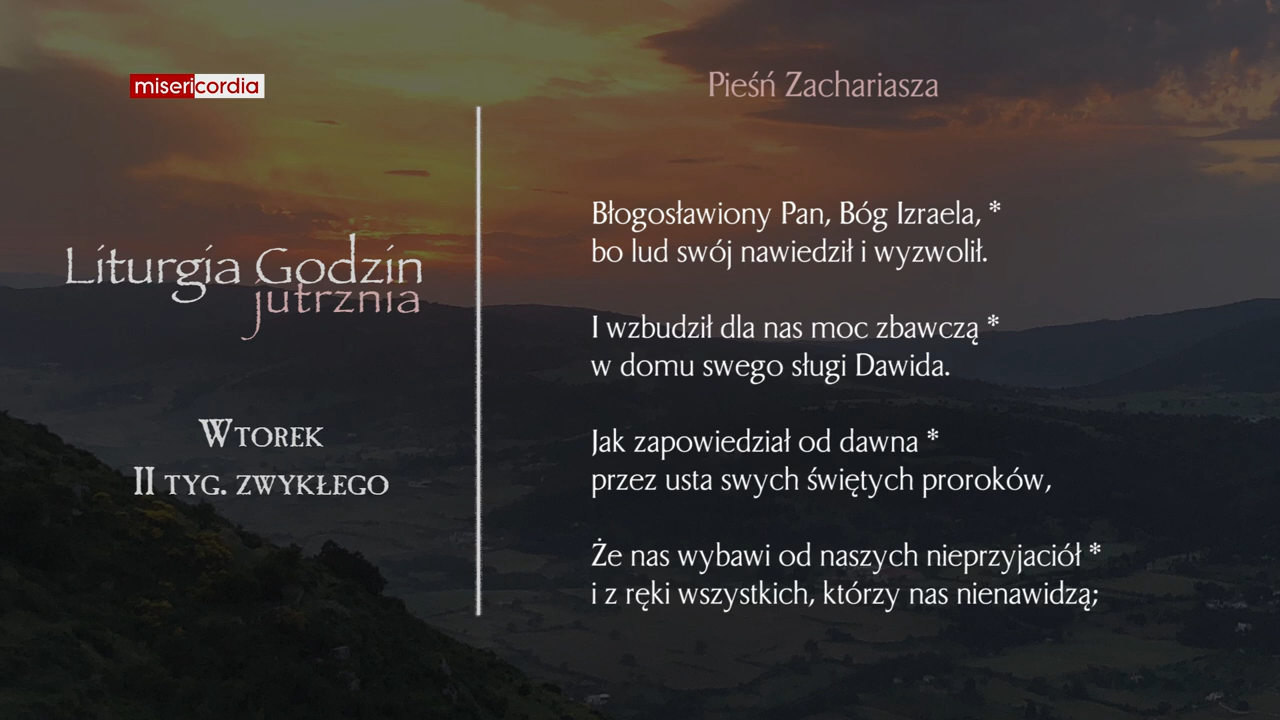 misericordia
Liturgia Godzin
jutrznia
Wtorek
II tyg. zwykłego
Pieśń Zachariasza
Błogosławiony Pan, Bóg Izraela, *
bo lud swój nawiedził i wyzwolił.
I wzbudził dla nas moc zbawczą *
w domu swego sługi Dawida.
Jak zapowiedział od dawna *
przez usta swych świętych proroków,
Że nas wybawi od naszych nieprzyjaciół *
i z ręki wszystkich, którzy nas nienawidzą;